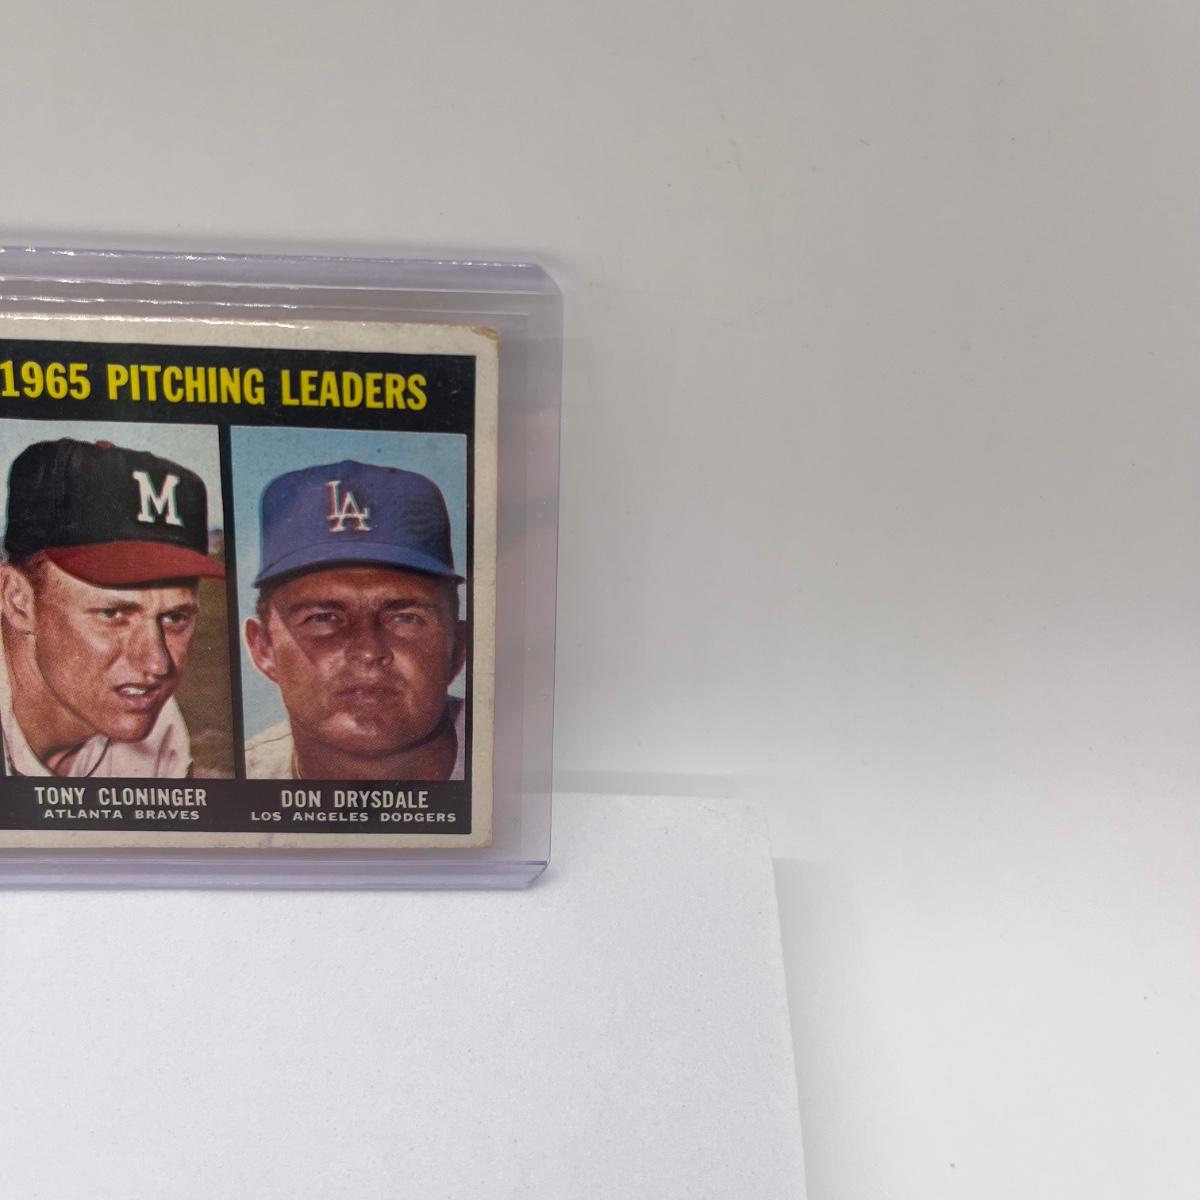 1965 PITCHING LEADERS
M
LA
TONY CLONINGER
ATLANTA BRAVES
DON DRYSDALE
LOS ANGELES DODGERS